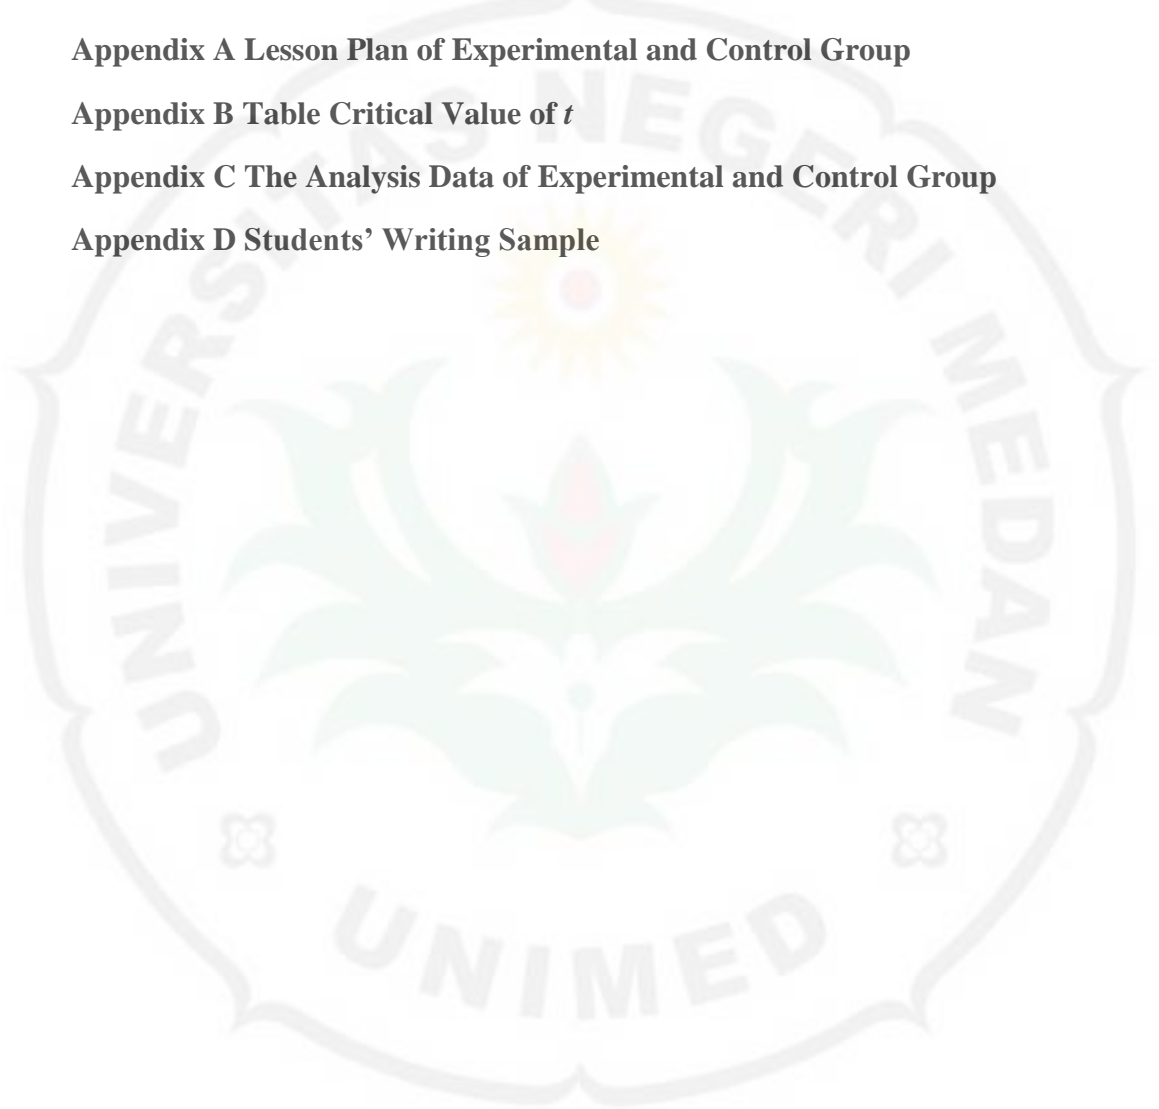 Appendix A Lesson Plan of Experimental and Control Group
Appendix B Table Critical Value of t
Appendix C The Analysis Data of Experimental and Control Group
Appendix D Students’ Writing Sample
UNIVERSITAS NEGERI MEDAN
UNIMED